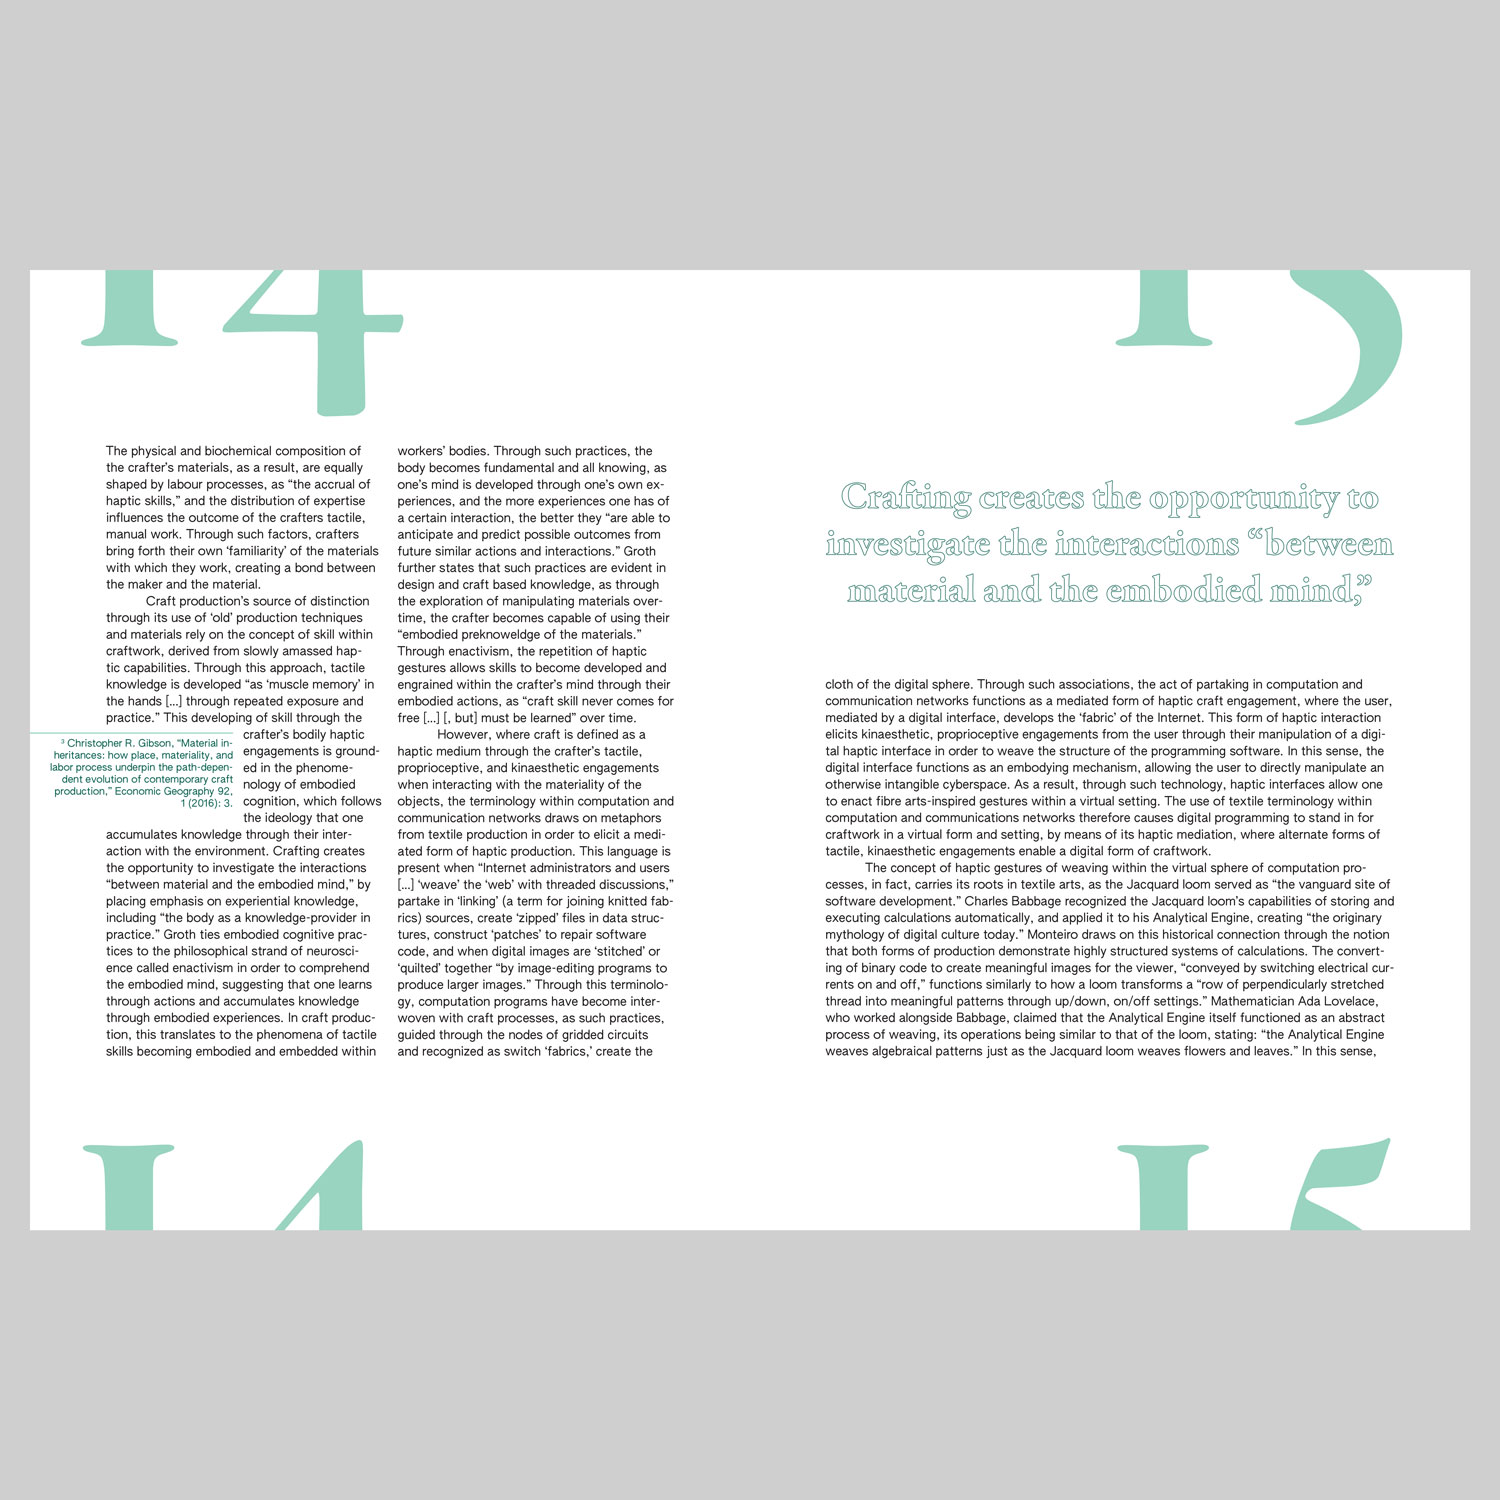 14
The physical and biochemical composition of
the crafter’s materials, as a result, are equally
shaped by labour processes, as “the accrual of
haptic skills,” and the distribution of expertise
influences the outcome of the crafters tactile,
manual work. Through such factors, crafters
bring forth their own ‘familiarity’ of the materials
with which they work, creating a bond between
the maker and the material.
Craft production’s source of distinction
through its use of ‘old’ production techniques
and materials rely on the concept of skill within
craftwork, derived from slowly amassed hap-
tic capabilities. Through this approach, tactile
knowledge is developed “as ‘muscle memory’ in
the hands [...] through repeated exposure and
practice.” This developing of skill through the
crafter’s bodily haptic
engagements is ground-
ed in the phenome-
nology of embodied
cognition, which follows
the ideology that one
accumulates knowledge through their inter-
action with the environment. Crafting creates
the opportunity to investigate the interactions
“between material and the embodied mind,” by
placing emphasis on experiential knowledge,
including “the body as a knowledge-provider in
practice.” Groth ties embodied cognitive prac-
tices to the philosophical strand of neurosci-
ence called enactivism in order to comprehend
the embodied mind, suggesting that one learns
through actions and accumulates knowledge
through embodied experiences. In craft produc-
tion, this translates to the phenomena of tactile
skills becoming embodied and embedded within
³ Christopher R. Gibson, “Material in-
heritances: how place, materiality, and
labor process underpin the path-depen-
dent evolution of contemporary craft
production,” Economic Geography 92,
1 (2016): 3.
workers’ bodies. Through such practices, the
body becomes fundamental and all knowing, as
one’s mind is developed through one’s own ex-
periences, and the more experiences one has of
a certain interaction, the better they “are able to
anticipate and predict possible outcomes from
future similar actions and interactions.” Groth
further states that such practices are evident in
design and craft based knowledge, as through
the exploration of manipulating materials over-
time, the crafter becomes capable of using their
“embodied preknoweldge of the materials.”
Through enactivism, the repetition of haptic
gestures allows skills to become developed and
engrained within the crafter’s mind through their
embodied actions, as “craft skill never comes for
free [...] [, but] must be learned” over time.
However, where craft is defined as a
haptic medium through the crafter’s tactile,
proprioceptive, and kinaesthetic engagements
when interacting with the materiality of the
objects, the terminology within computation and
communication networks draws on metaphors
from textile production in order to elicit a medi-
ated form of haptic production. This language is
present when “Internet administrators and users
[...] ‘weave’ the ‘web’ with threaded discussions,”
partake in ‘linking’ (a term for joining knitted fab-
rics) sources, create ‘zipped’ files in data struc-
tures, construct ‘patches’ to repair software
code, and when digital images are ‘stitched’ or
‘quilted’ together “by image-editing programs to
produce larger images.” Through this terminolo-
gy, computation programs have become inter-
woven with craft processes, as such practices,
guided through the nodes of gridded circuits
and recognized as switch ‘fabrics,’ create the
14
15
Crafting creates the opportunity to
investigate the interactions “between
material and the embodied mind,”
cloth of the digital sphere. Through such associations, the act of partaking in computation and
communication networks functions as a mediated form of haptic craft engagement, where the user,
mediated by a digital interface, develops the ‘fabric’ of the Internet. This form of haptic interaction
elicits kinaesthetic, proprioceptive engagements from the user through their manipulation of a digi-
tal haptic interface in order to weave the structure of the programming software. In this sense, the
digital interface functions as an embodying mechanism, allowing the user to directly manipulate an
otherwise intangible cyberspace. As a result, through such technology, haptic interfaces allow one
to enact fibre arts-inspired gestures within a virtual setting. The use of textile terminology within
computation and communications networks therefore causes digital programming to stand in for
craftwork in a virtual form and setting, by means of its haptic mediation, where alternate forms of
tactile, kinaesthetic engagements enable a digital form of craftwork.
The concept of haptic gestures of weaving within the virtual sphere of computation pro-
cesses, in fact, carries its roots in textile arts, as the Jacquard loom served as “the vanguard site of
software development.” Charles Babbage recognized the Jacquard loom’s capabilities of storing and
executing calculations automatically, and applied it to his Analytical Engine, creating “the originary
mythology of digital culture today.” Monteiro draws on this historical connection through the notion
that both forms of production demonstrate highly structured systems of calculations. The convert-
ing of binary code to create meaningful images for the viewer, “conveyed by switching electrical cur-
rents on and off,” functions similarly to how a loom transforms a “row of perpendicularly stretched
thread into meaningful patterns through up/down, on/off settings.” Mathematician Ada Lovelace,
who worked alongside Babbage, claimed that the Analytical Engine itself functioned as an abstract
process of weaving, its operations being similar to that of the loom, stating: “the Analytical Engine
weaves algebraical patterns just as the Jacquard loom weaves flowers and leaves.” In this sense,
15